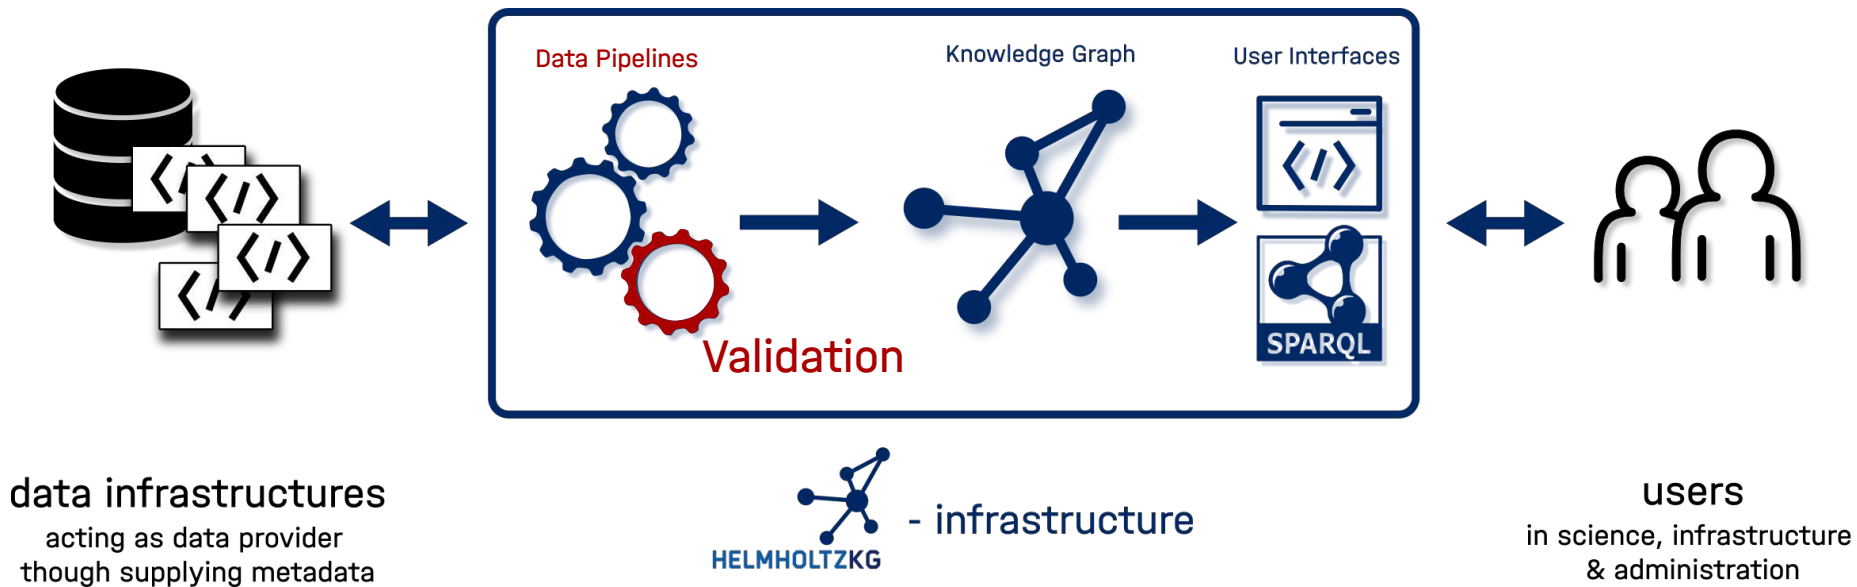 Data Pipelines
Knowledge Graph
User Interfaces
</>
</>
</>
</>
</>
SPARQL
Validation
data infrastructures
acting as data provider
though supplying metadata
HELMHOLTZKG
- infrastructure
users
in science, infrastructure
& administration